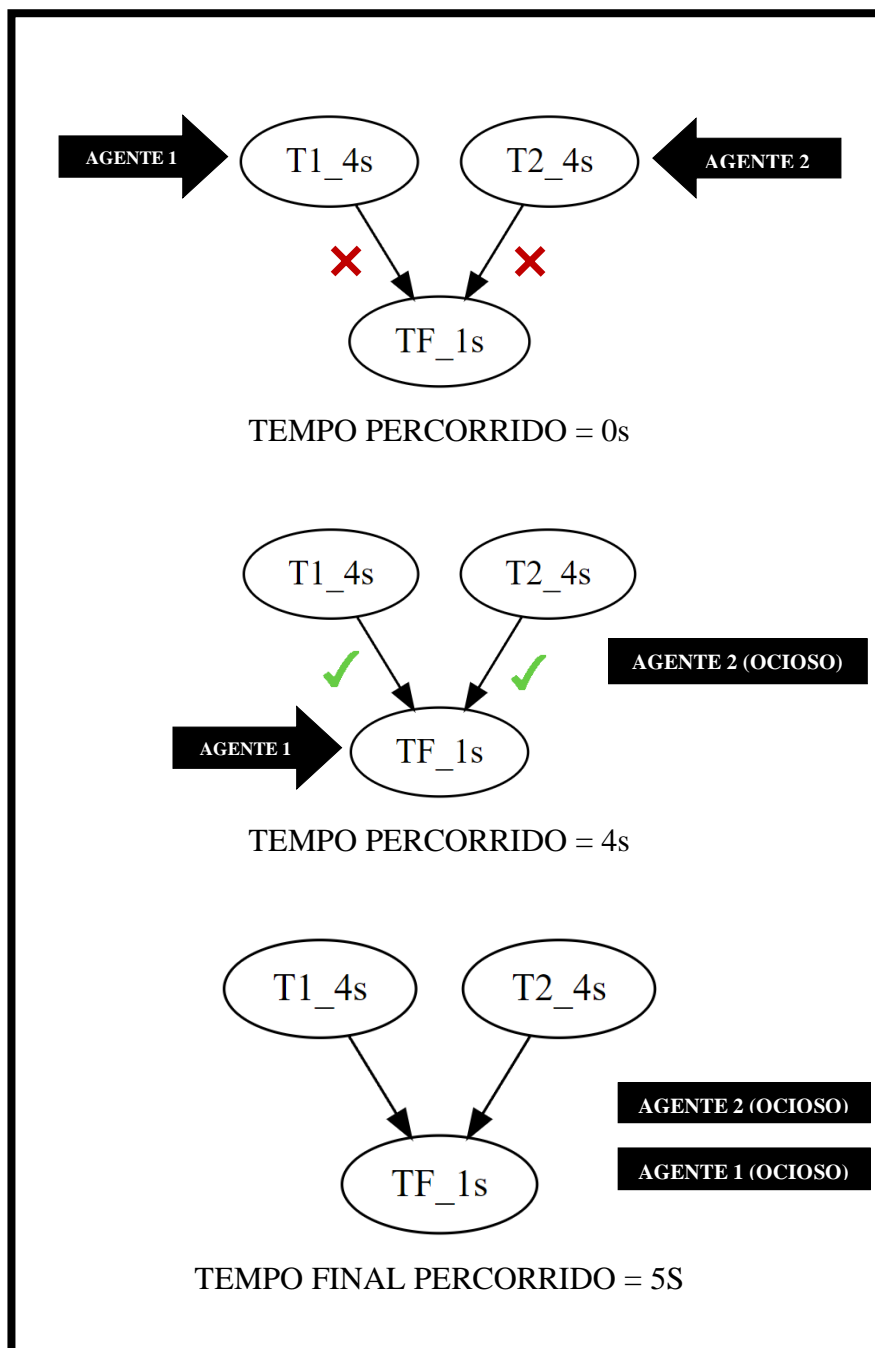 AGENTE 1
T1_4s
T2_4s
AGENTE 2
TF_1s
TEMPO PERCORRIDO = 0s
T1_4s
T2_4s
AGENTE 2 (OCIOSO)
AGENTE 1
TF_1s
TEMPO PERCORRIDO = 4s
T1_4s
T2_4s
AGENTE 2 (OCIOSO)
AGENTE 1 (OCIOSO)
TF_1s
TEMPO FINAL PERCORRIDO = 5S